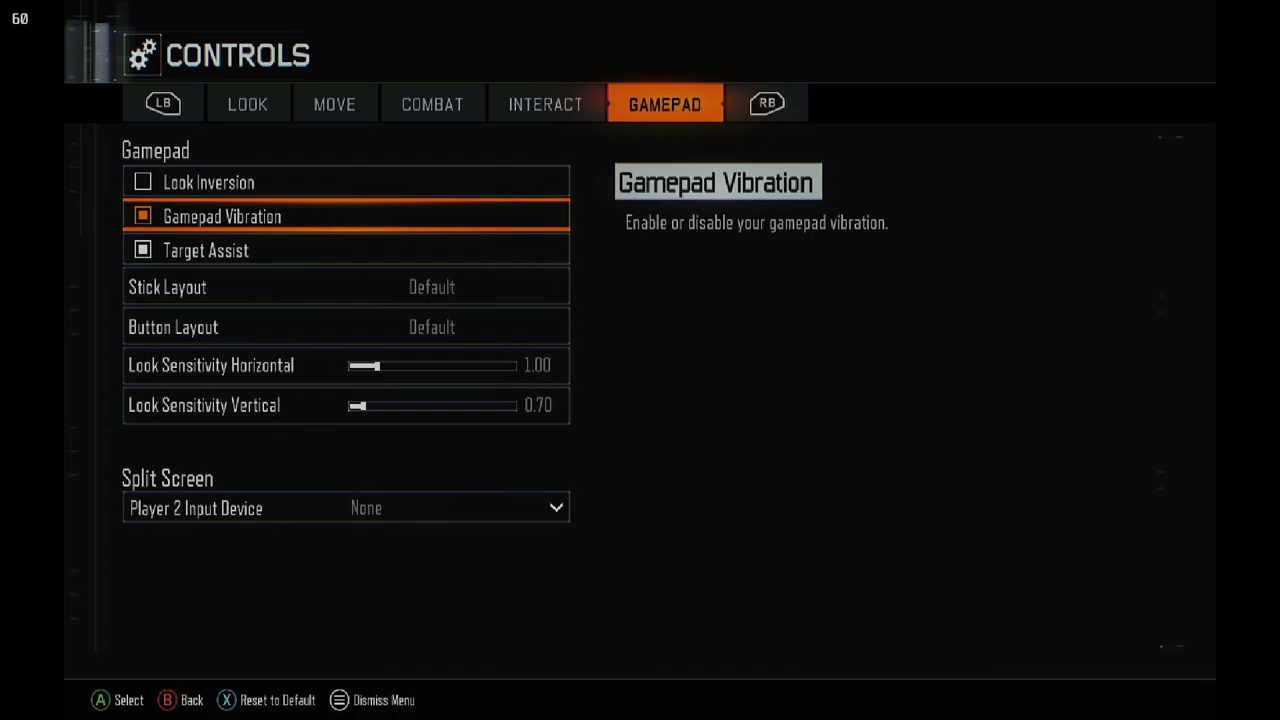 60
CONTROLS
LB LOOK MOVE COMBAT INTERACT GAMEPAD RB
Gamepad
Look Inversion
Gamepad Vibration
Target Assist
Stick Layout Default
Button Layout Default
Look Sensitivity Horizontal 1.00
Look Sensitivity Vertical 0.70
Split Screen
Player 2 Input Device None
Gamepad Vibration
Enable or disable your gamepad vibration.
A Select B Back X Reset to Default Dismiss Menu